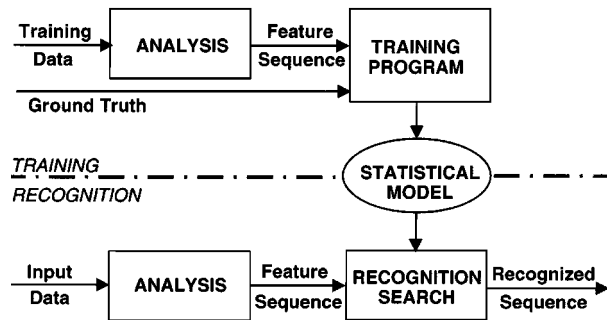 Training
Data
ANALYSIS
Feature
Sequence
TRAINING
PROGRAM
Ground Truth
TRAINING
RECOGNITION
STATISTICAL
MODEL
Input
Data
ANALYSIS
Feature
Sequence
RECOGNITION
SEARCH
Recognized
Sequence